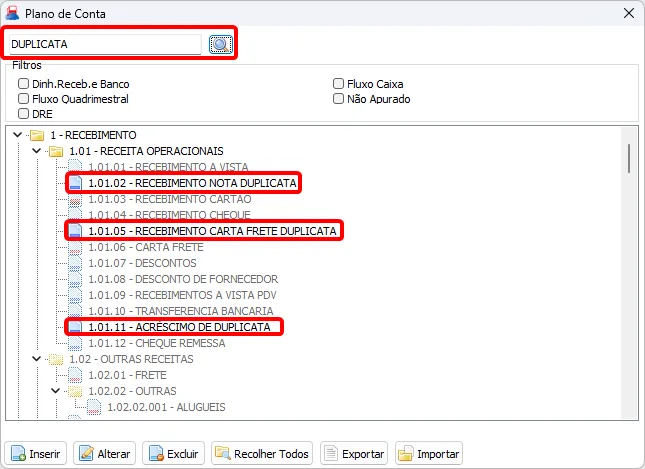 Plano de Conta
DUPLICATA
Filtros
Dinh.Receb.e Banco
Fluxo Caixa
Fluxo Quadrimestral
Não Apurado
DRE
1 - RECEBIMENTO
1.01 - RECEITA OPERACIONAIS
1.01.01 - RECEBIMENTO A VISTA
1.01.02 - RECEBIMENTO NOTA DUPLICATA
1.01.03 - RECEBIMENTO CARTAO
1.01.04 - RECEBIMENTO CHEQUE
1.01.05 - RECEBIMENTO CARTA FRETE DUPLICATA
1.01.06 - CARTA FRETE
1.01.07 - DESCONTOS
1.01.08 - DESCONTO DE FORNECEDOR
1.01.09 - RECEBIMENTOS A VISTA PDV
1.01.10 - TRANSFERENCIA BANCARIA
1.01.11 - ACRÉSCIMO DE DUPLICATA
1.01.12 - CHEQUE REMESSA
1.02 - OUTRAS RECEITAS
1.02.01 - FRETE
1.02.02 - OUTRAS
1.02.02.001 - ALUGUEIS
Inserir
Alterar
Excluir
Recolher Todos
Exportar
Importar